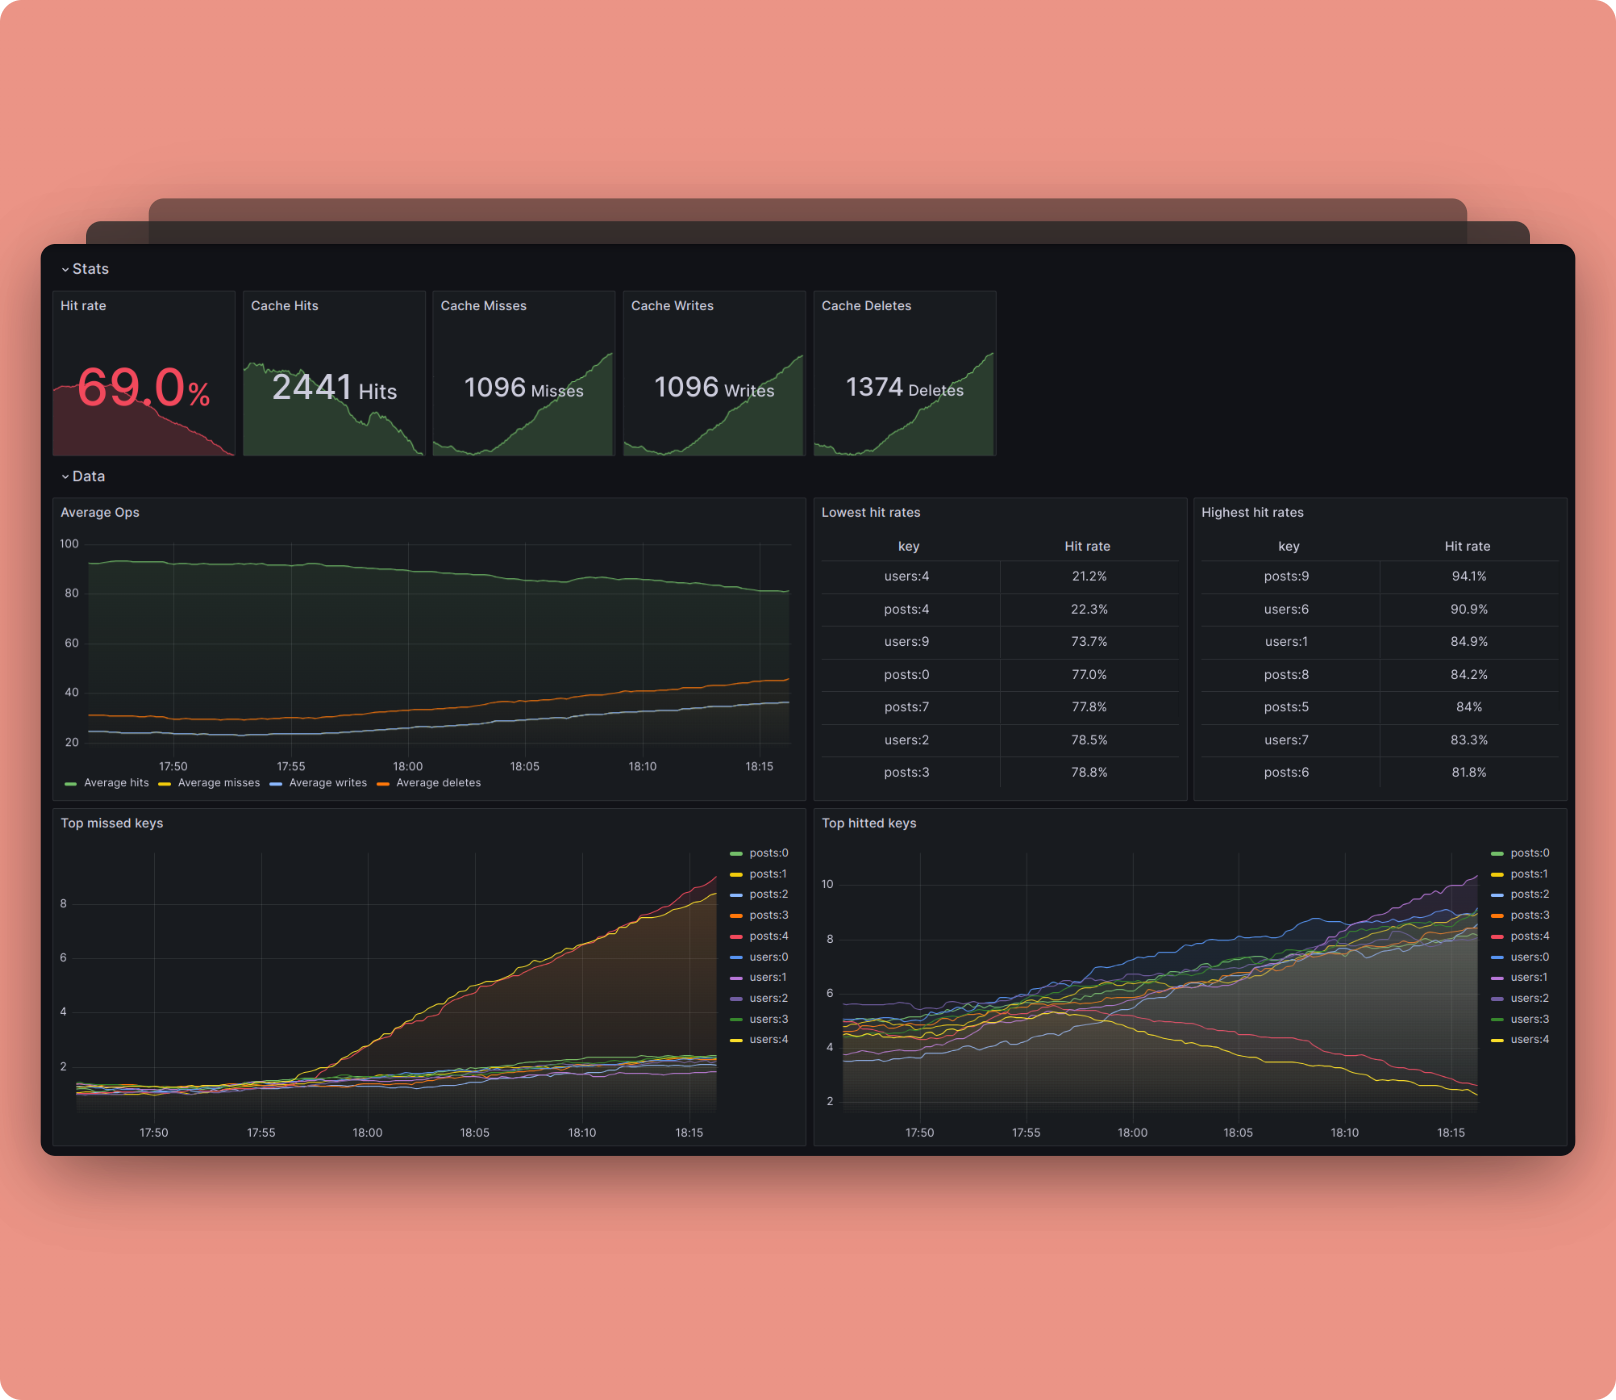 Stats
Hit rate
69.0%
Cache Hits
2441 Hits
Cache Misses
1096 Misses
Cache Writes
1096 Writes
Cache Deletes
1374 Deletes
Data
Average Ops
100
80
60
40
20
17:50 17:55 18:00 18:05 18:10 18:15
Average hits Average misses Average writes Average deletes
Lowest hit rates
key Hit rate
users:4 21.2%
posts:4 22.3%
users:9 73.7%
posts:0 77.0%
posts:7 77.8%
users:2 78.5%
posts:3 78.8%
Highest hit rates
key Hit rate
posts:9 94.1%
users:6 90.9%
users:1 84.9%
posts:8 84.2%
posts:5 84%
users:7 83.3%
posts:6 81.8%
Top missed keys
8
6
4
2
17:50 17:55 18:00 18:05 18:10 18:15
posts:0
posts:1
posts:2
posts:3
posts:4
users:0
users:1
users:2
users:3
users:4
Top hitted keys
10
8
6
4
2
17:50 17:55 18:00 18:05 18:10 18:15
posts:0
posts:1
posts:2
posts:3
posts:4
users:0
users:1
users:2
users:3
users:4